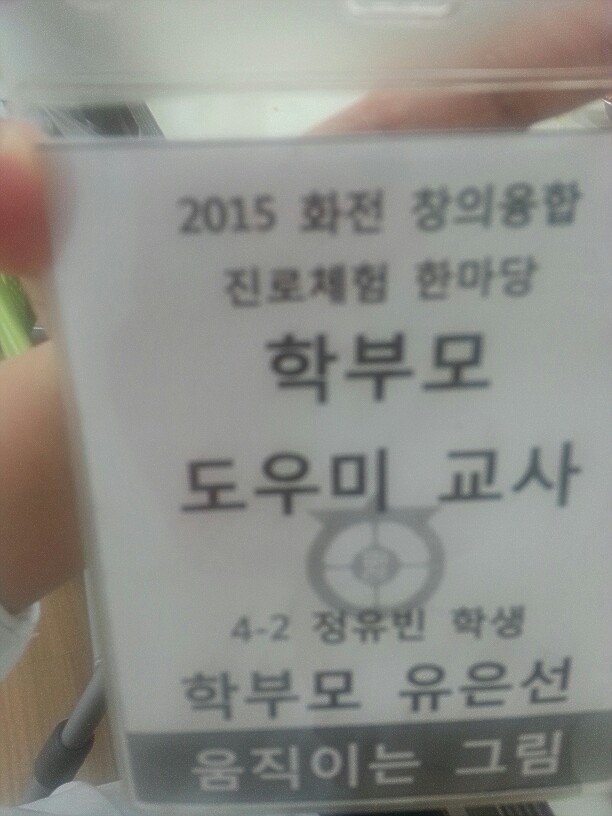 2015 화전 창의융합
진로체험 한마당
학부모
도우미 교사
4-2 정유빈 학생
학부모 유은선
움직이는 그림